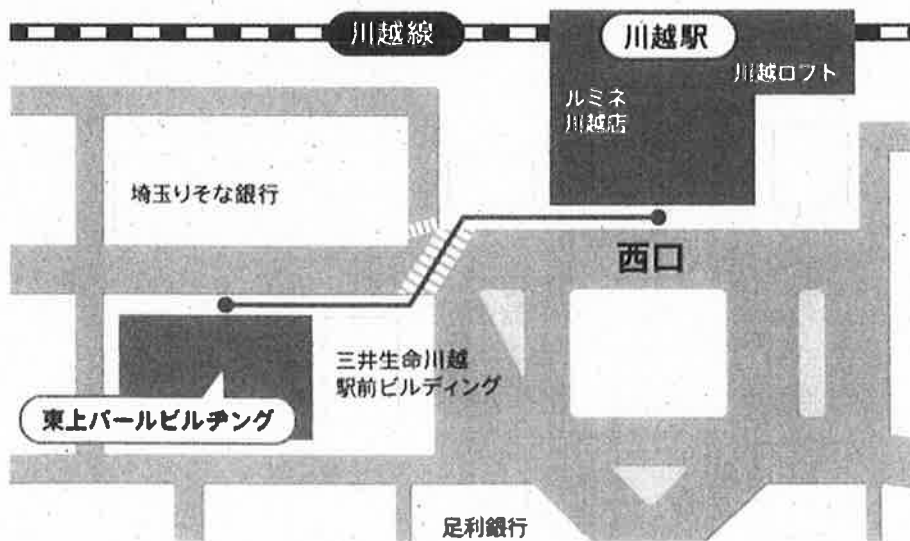 川越線
川越駅
川越ロフト
ルミネ
川越店
埼玉りそな銀行
西口
三井生命川越
駅前ビルディング
東上パールビルヂング
足利銀行